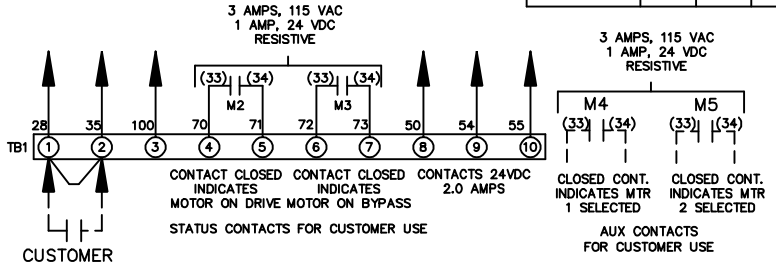 3 AMPS, 115 VAC
1 AMP, 24 VDC
RESISTIVE
3 AMPS, 115 VAC
1 AMP, 24 VDC
RESISTIVE
(33) (34) (33) (34)
M2 M3
M4 M5
(33) (34) (33) (34)
28 35 100 70 71 72 73 50 54 55
TB1 1 2 3 4 5 6 7 8 9 10
CONTACT CLOSED
INDICATES
MOTOR ON DRIVE
CONTACT CLOSED
INDICATES
MOTOR ON BYPASS
CONTACTS 24VDC
2.0 AMPS
CLOSED CONT.
INDICATES MTR
1 SELECTED
CLOSED CONT.
INDICATES MTR
2 SELECTED
STATUS CONTACTS FOR CUSTOMER USE
AUX CONTACTS
FOR CUSTOMER USE
CUSTOMER